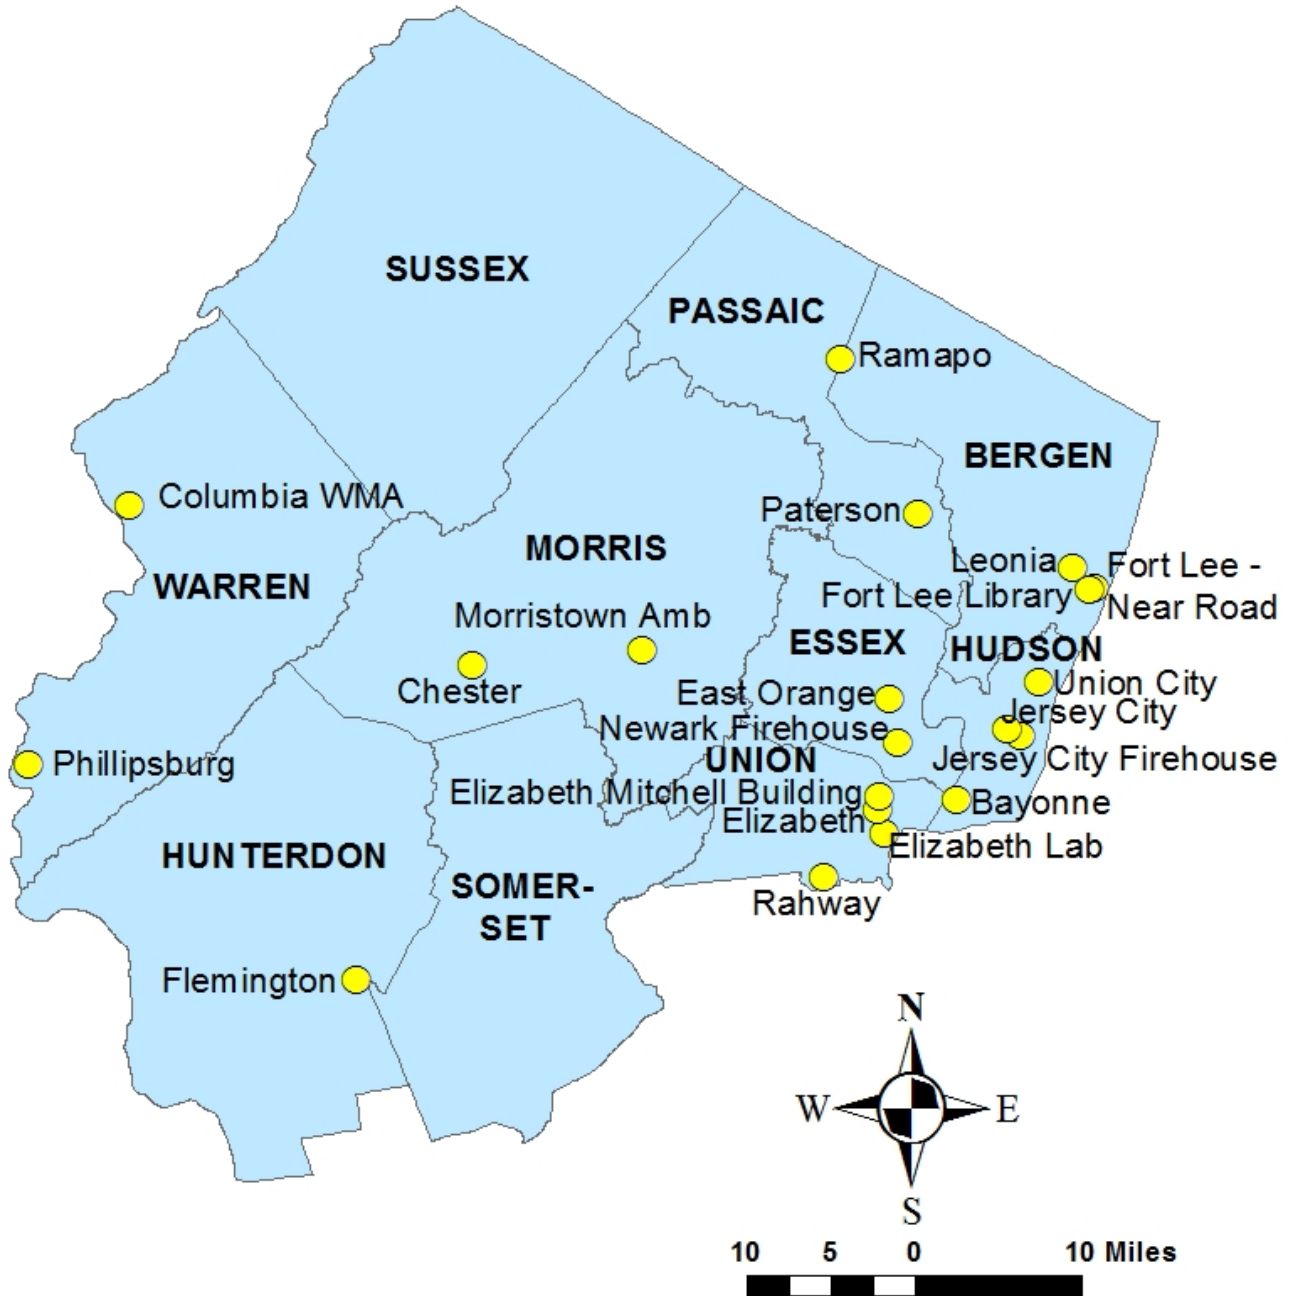 SUSSEX
PASSAIC
Ramapo
BERGEN
Columbia WMA
Paterson
MORRIS
Leonia
Fort Lee -
Near Road
WARREN
Fort Lee Library
Morristown Amb
ESSEX
HUDSON
Chester
East Orange
Union City
Jersey City
Newark Firehouse
Phillipsburg
UNION
Jersey City Firehouse
Elizabeth Mitchell Building
Bayonne
Elizabeth
Elizabeth Lab
HUNTERDON
SOMER-
SET
Rahway
Flemington
N
W
E
S
10 5 0 10 Miles